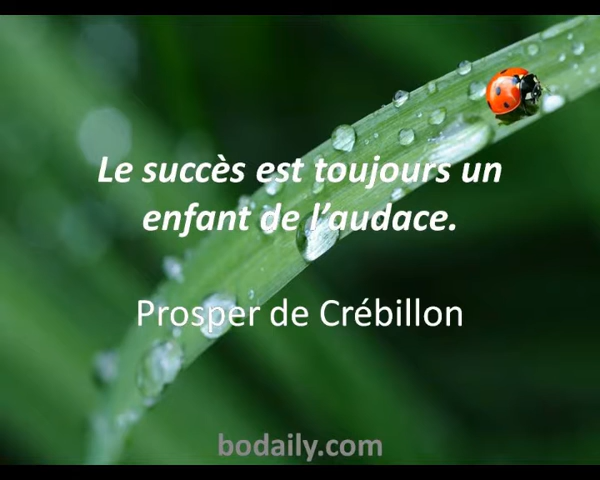 Le succès est toujours un
enfant de l’audace.
Prosper de Crébillon
bodaily.com